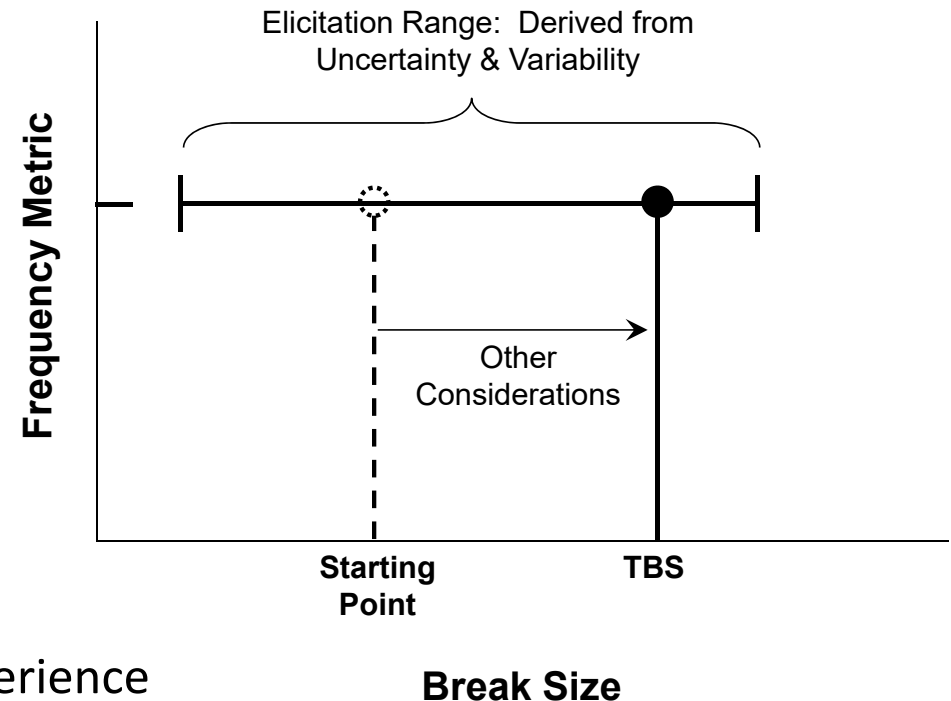 Elicitation Range: Derived from
Uncertainty & Variability
Frequency Metric
Other
Considerations
Starting
Point
TBS
erience
Break Size